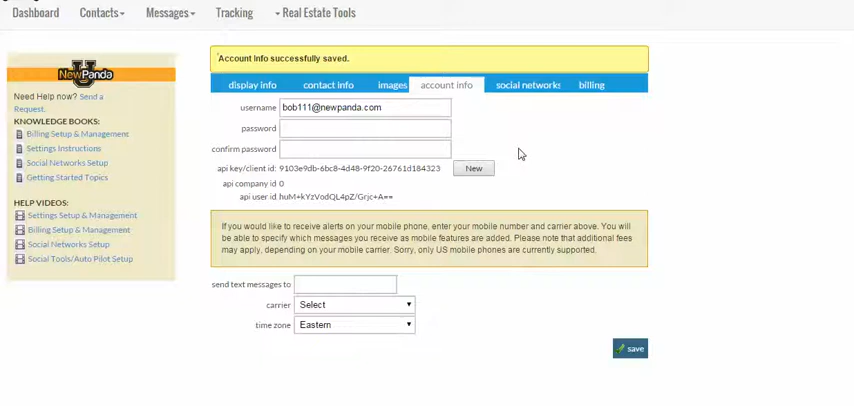 Dashboard Contacts Messages Tracking Real Estate Tools
Account info successfully saved.
NewPanda U
display info contact info images account info social networks billing
Need Help now? Send a
Request.
KNOWLEDGE BOOKS:
Billing Setup & Management
Settings Instructions
Social Networks Setup
Getting Started Topics
HELP VIDEOS:
Settings Setup & Management
Billing Setup & Management
Social Networks Setup
Social Tools/Auto Pilot Setup
username bob111@newpanda.com
password
confirm password
api key/client id: 9103e9db-6bc8-4d48-9f20-26761d184323 New
api company id 0
api user id huM+kYzVodQL4pZ/Grjc+A==
If you would like to receive alerts on your mobile phone, enter your mobile number and carrier above. You will
be able to specify which messages you receive as mobile features are added. Please note that additional fees
may apply, depending on your mobile carrier. Sorry, only US mobile phones are currently supported.
send text messages to
carrier Select
time zone Eastern
save